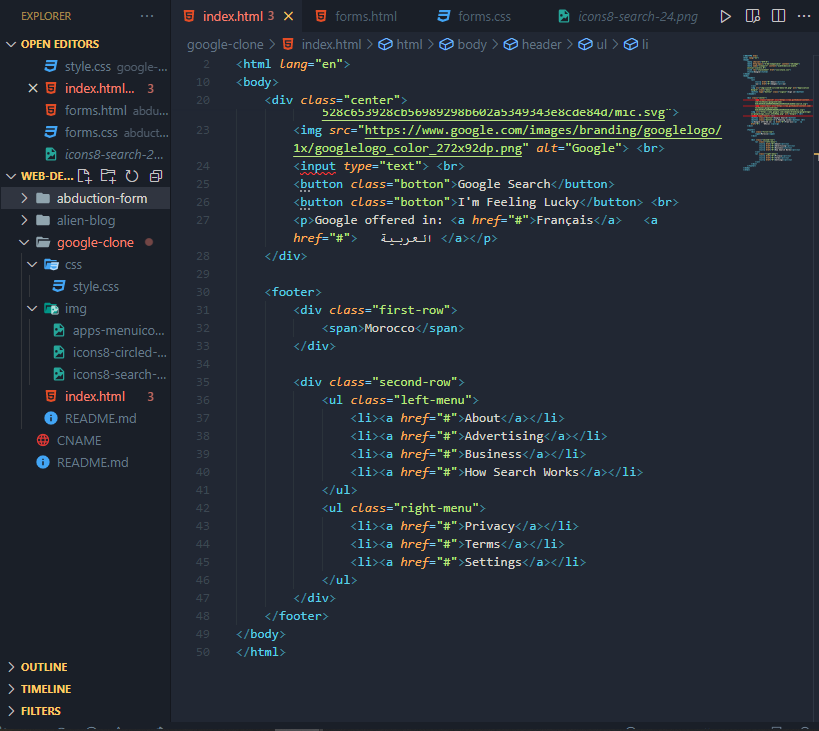 EXPLORER
OPEN EDITORS
style.css google-...
index.html... 3
forms.html abdu...
forms.css abduct...
icons8-search-2...
WEB-DE...
abduction-form
alien-blog
google-clone
css
style.css
img
apps-menuico...
icons8-circled-...
icons8-search-...
index.html 3
README.md
CNAME
README.md
OUTLINE
TIMELINE
FILTERS
index.html 3
forms.html
forms.css
icons8-search-24.png
google-clone > index.html > html > body > header > ul > li
2 <html lang="en">
10 <body>
20 <div class="center">
528c653928cb56989298b602a5349343e8cde84d/mic.svg">
23 <img src="https://www.google.com/images/branding/googlelogo/
1x/googlelogo_color_272x92dp.png" alt="Google"> <br>
24 <input type="text"> <br>
25 <button class="botton">Google Search</button>
26 <button class="botton">I'm Feeling Lucky</button> <br>
27 <p>Google offered in: <a href="#">Français</a> <a
href="#"> العربية </a></p>
28 </div>
29
30 <footer>
31 <div class="first-row">
32 <span>Morocco</span>
33 </div>
34
35 <div class="second-row">
36 <ul class="left-menu">
37 <li><a href="#">About</a></li>
38 <li><a href="#">Advertising</a></li>
39 <li><a href="#">Business</a></li>
40 <li><a href="#">How Search Works</a></li>
41 </ul>
42 <ul class="right-menu">
43 <li><a href="#">Privacy</a></li>
44 <li><a href="#">Terms</a></li>
45 <li><a href="#">Settings</a></li>
46 </ul>
47 </div>
48 </footer>
49 </body>
50 </html>